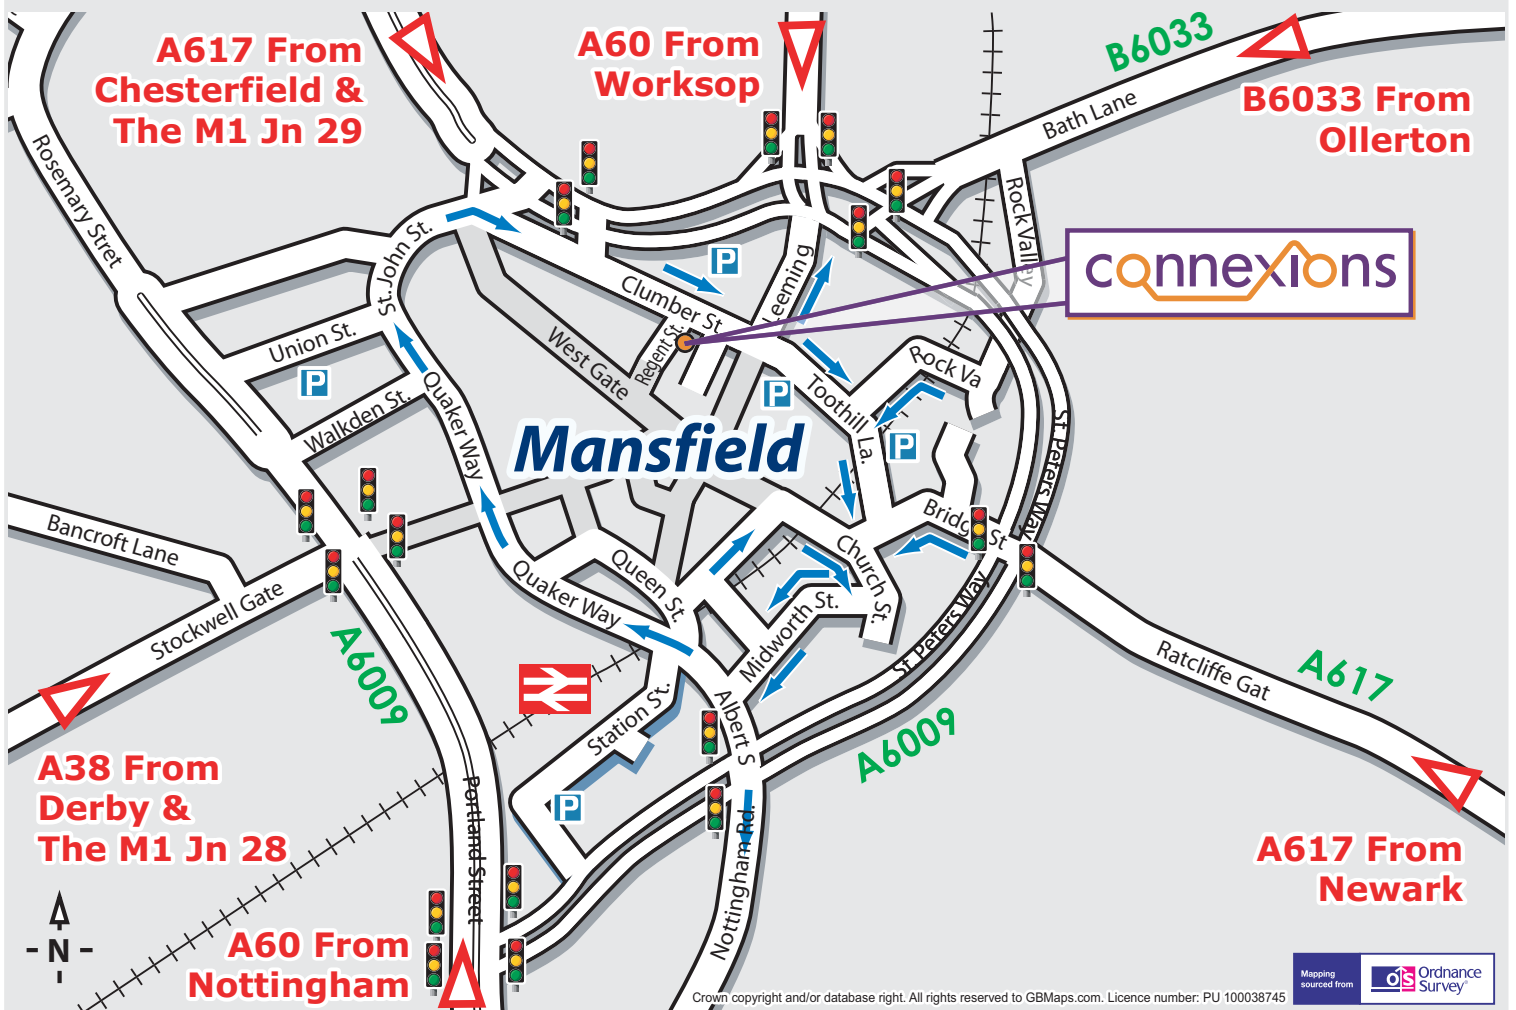 A617 From
Chesterfield &
The M1 Jn 29
A60 From
Worksop
B6033
B6033 From
Ollerton
Bath Lane
Rosemary Stret
St. John St.
Rock Valley
connexions
Leeming
Clumber St
Regent St.
West Gate
Union St.
Walkden St.
Quaker Way
Rock Va
Toothill La.
Mansfield
St Peters Way
Bancroft Lane
Stockwell Gate
Bridge St
Church St.
Queen St.
Quaker Way
Midworth St.
St Peters Way
Ratcliffe Gat
A617
A6009
Station St.
Albert S
A6009
A38 From
Derby &
The M1 Jn 28
Portland Street
Nottingham Rd.
A617 From
Newark
N
A60 From
Nottingham
P
P
P
P
P
Crown copyright and/or database right. All rights reserved to GBMaps.com. Licence number: PU 100038745
Mapping
sourced from
os
Ordnance
Survey®